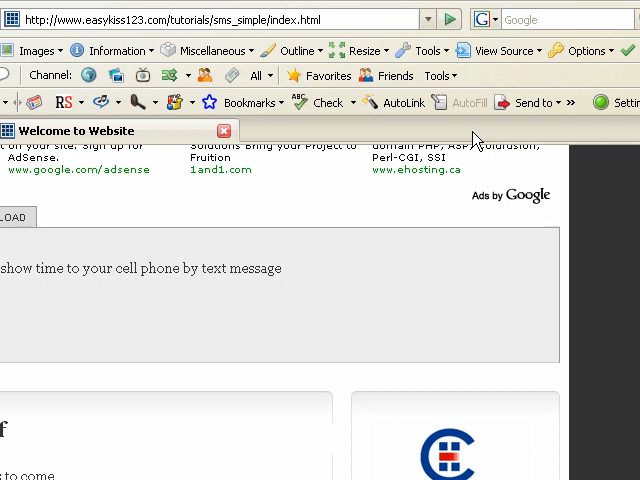 http://www.easykiss123.com/tutorials/sms_simple/index.html Google
Images Information Miscellaneous Outline Resize Tools View Source Options
Channel: All Favorites Friends Tools
RS Bookmarks Check AutoLink AutoFill Send to
Welcome to Website
on your site. Sign up for
AdSense.
www.google.com/adsense
Solutions Bring your Project to
Fruition
1and1.com
domain PHP,
Perl-CGI, SSI
www.ehosting.ca
Ads by Google
LOAD
show time to your cell phone by text message
f
to come